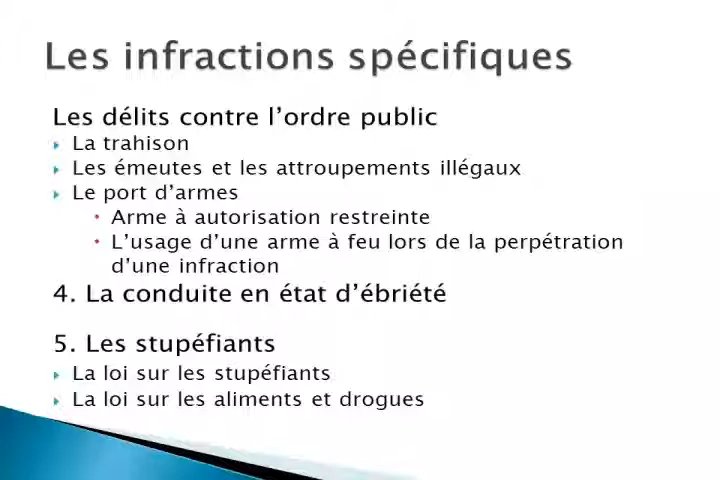 Les infractions spécifiques
Les délits contre l’ordre public
La trahison
Les émeutes et les attroupements illégaux
Le port d’armes
Arme à autorisation restreinte
L’usage d’une arme à feu lors de la perpétration
d’une infraction
4. La conduite en état d’ébriété
5. Les stupéfiants
La loi sur les stupéfiants
La loi sur les aliments et drogues